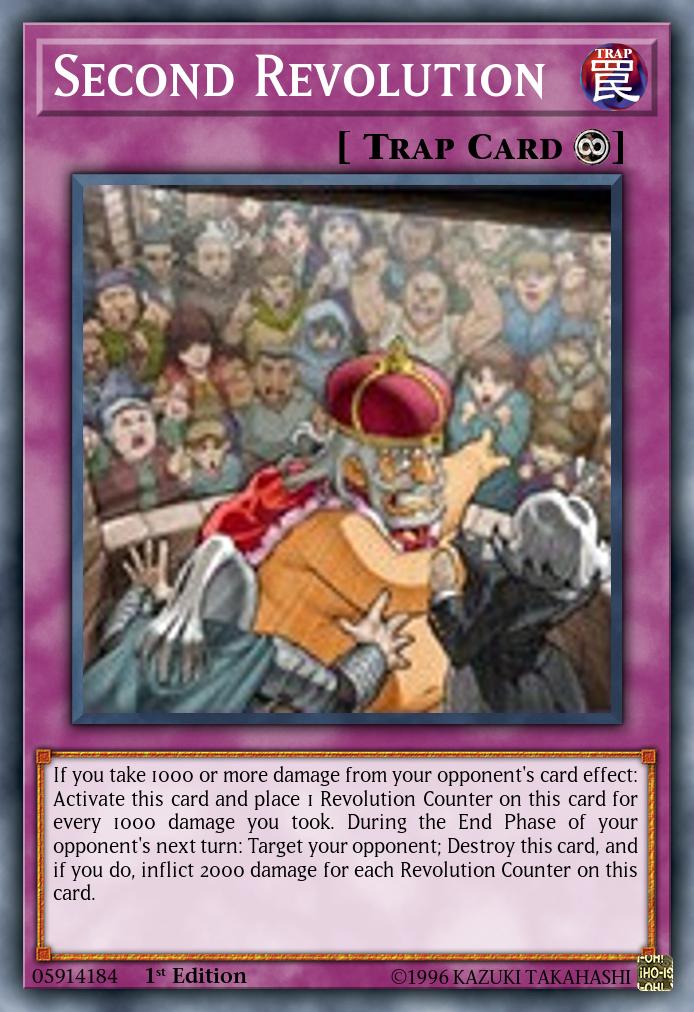 Second Revolution
TRAP
罠
[ Trap Card ]
If you take 1000 or more damage from your opponent's card effect:
Activate this card and place 1 Revolution Counter on this card for
every 1000 damage you took. During the End Phase of your
opponent's next turn: Target your opponent; Destroy this card, and
if you do, inflict 2000 damage for each Revolution Counter on this
card.
05914184 1st Edition ©1996 KAZUKI TAKAHASHI